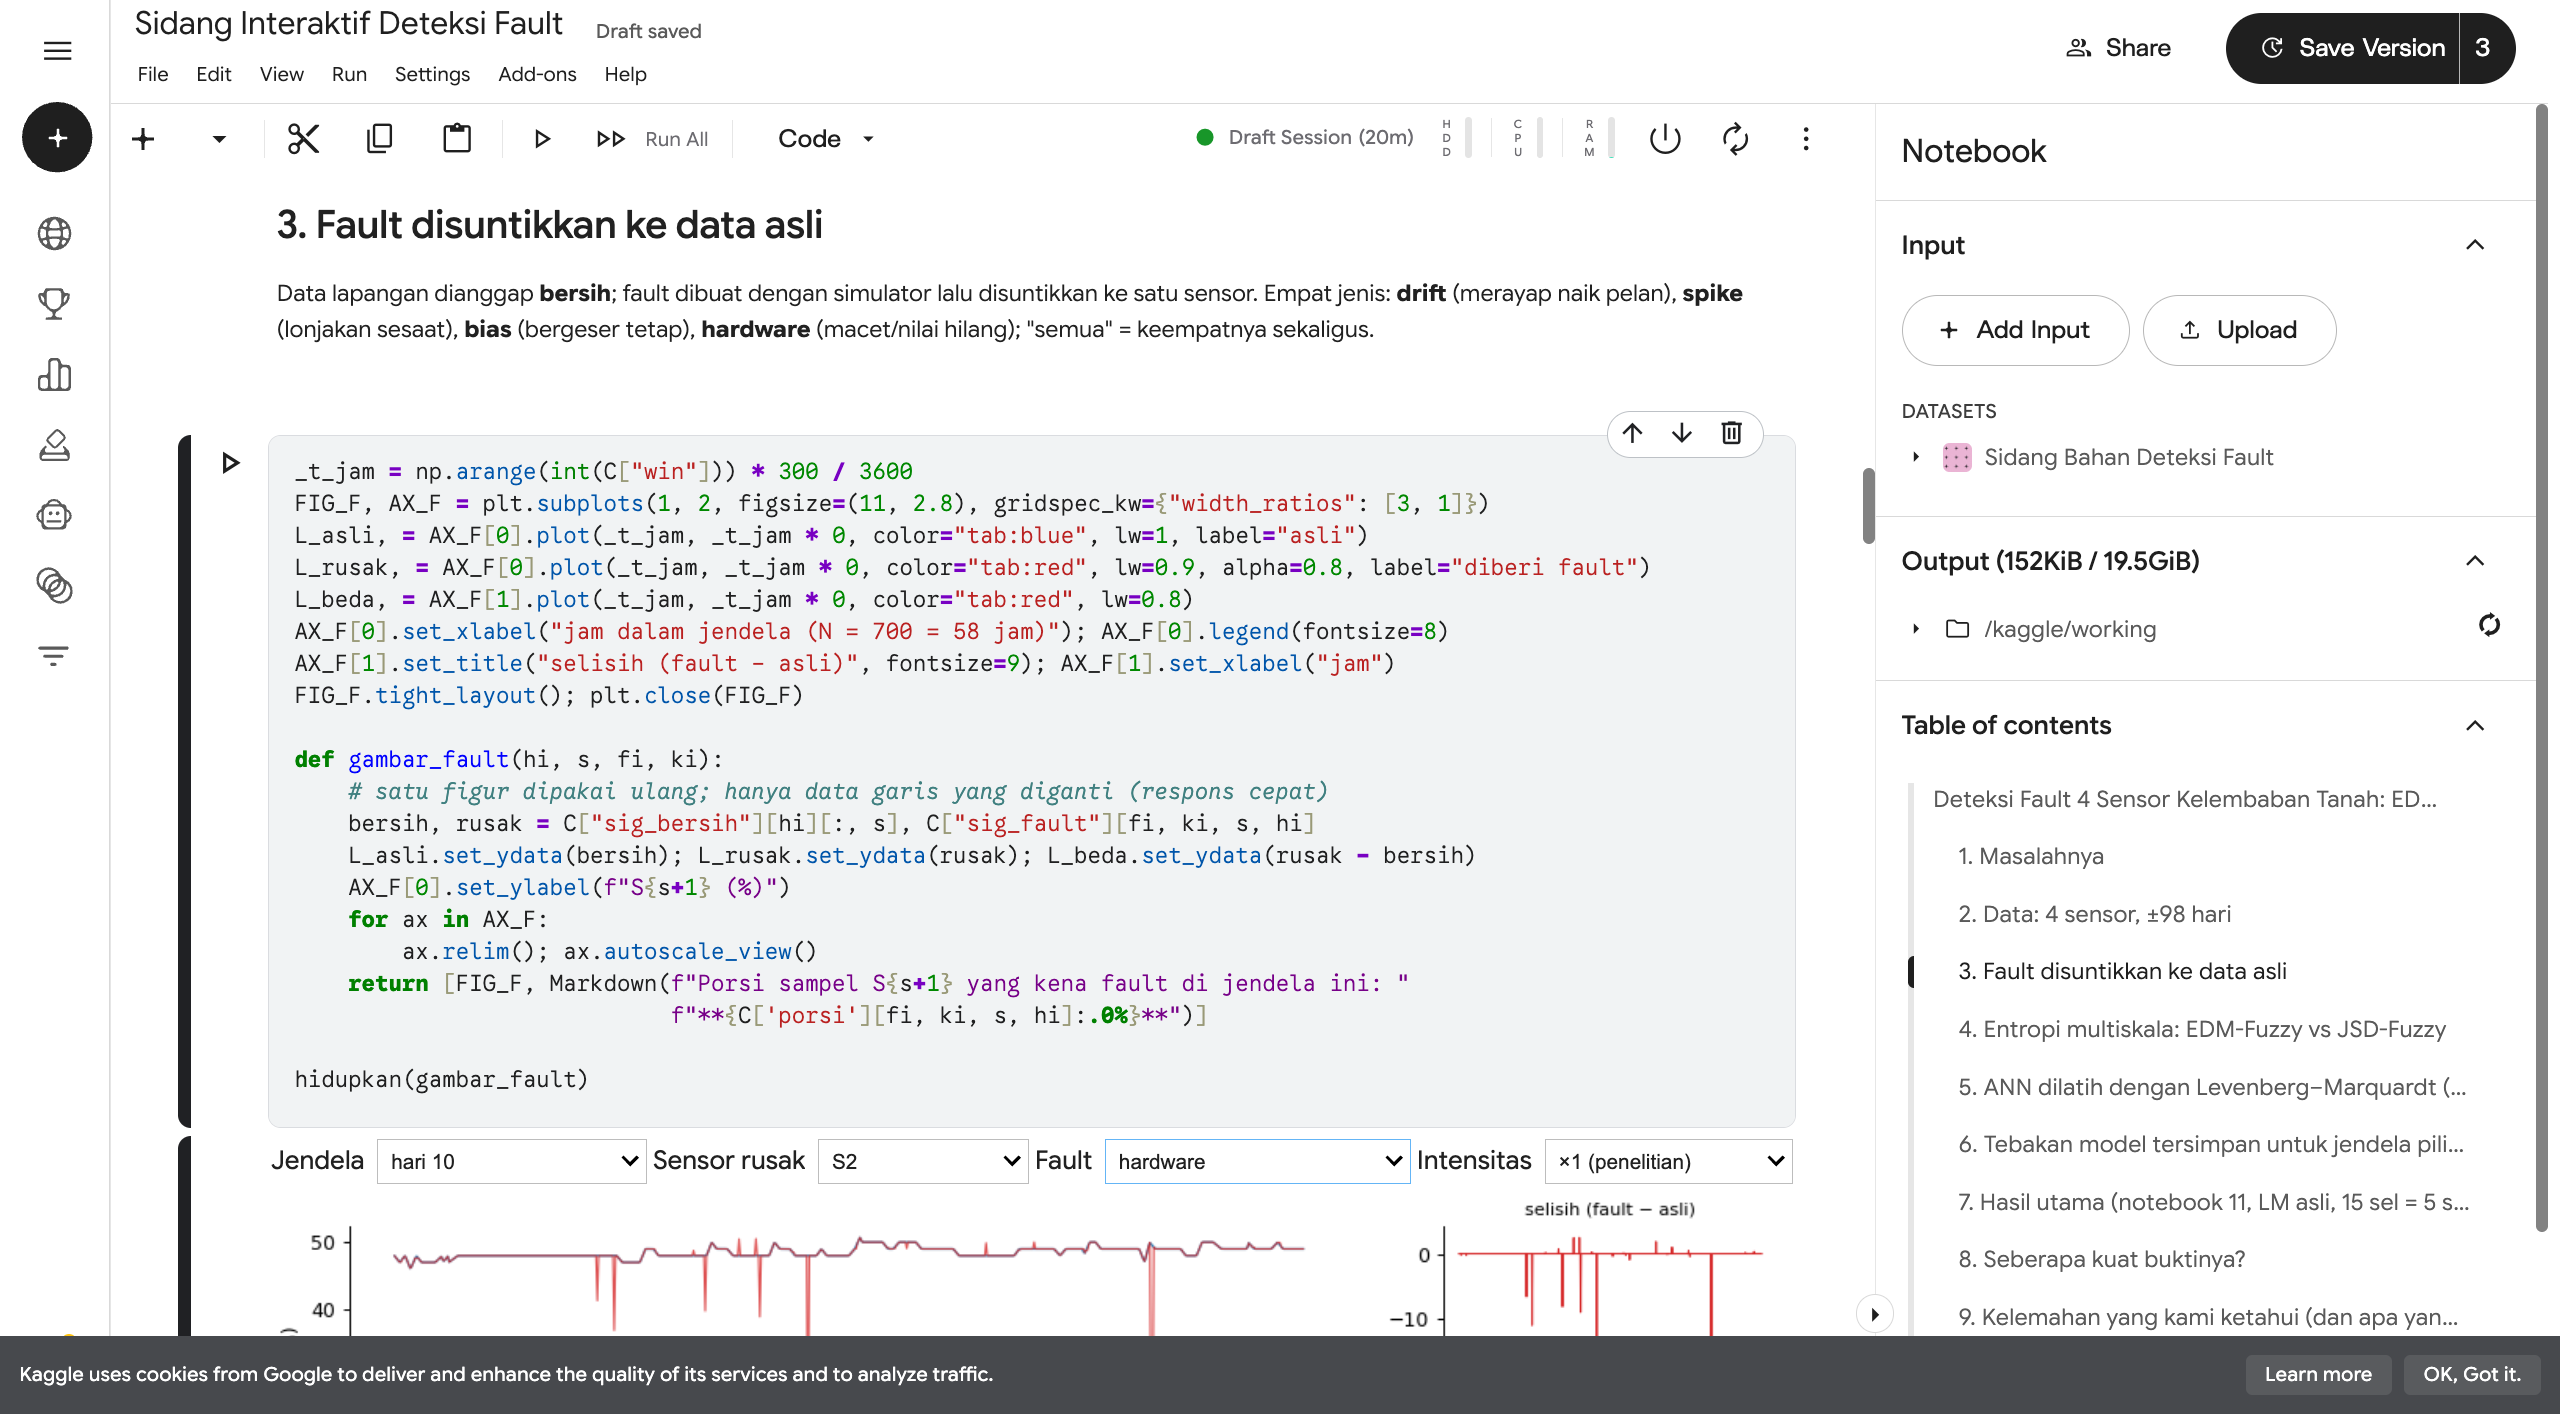 Sidang Interaktif Deteksi Fault
Draft saved
File Edit View Run Settings Add-ons Help
Share
Save Version 3
Run All
Code
Draft Session (20m)
HDD
CPU
RAM
3. Fault disuntikkan ke data asli
Data lapangan dianggap bersih; fault dibuat dengan simulator lalu disuntikkan ke satu sensor. Empat jenis: drift (merayap naik pelan), spike
(lonjakan sesaat), bias (bergeser tetap), hardware (macet/nilai hilang); "semua" = keempatnya sekaligus.
_t_jam = np.arange(int(C["win"])) * 300 / 3600
FIG_F, AX_F = plt.subplots(1, 2, figsize=(11, 2.8), gridspec_kw={"width_ratios": [3, 1]})
L_asli, = AX_F[0].plot(_t_jam, _t_jam * 0, color="tab:blue", lw=1, label="asli")
L_rusak, = AX_F[0].plot(_t_jam, _t_jam * 0, color="tab:red", lw=0.9, alpha=0.8, label="diberi fault")
L_beda, = AX_F[1].plot(_t_jam, _t_jam * 0, color="tab:red", lw=0.8)
AX_F[0].set_xlabel("jam dalam jendela (N = 700 = 58 jam)"); AX_F[0].legend(fontsize=8)
AX_F[1].set_title("selisih (fault − asli)", fontsize=9); AX_F[1].set_xlabel("jam")
FIG_F.tight_layout(); plt.close(FIG_F)
def gambar_fault(hi, s, fi, ki):
    # satu figur dipakai ulang; hanya data garis yang diganti (respons cepat)
    bersih, rusak = C["sig_bersih"][hi][:, s], C["sig_fault"][fi, ki, s, hi]
    L_asli.set_ydata(bersih); L_rusak.set_ydata(rusak); L_beda.set_ydata(rusak - bersih)
    AX_F[0].set_ylabel(f"S{s+1} (%)")
    for ax in AX_F:
        ax.relim(); ax.autoscale_view()
    return [FIG_F, Markdown(f"Porsi sampel S{s+1} yang kena fault di jendela ini: "
                            f"**{C['porsi'][fi, ki, s, hi]:.0%}**")]
hidupkan(gambar_fault)
Jendela hari 10 Sensor rusak S2 Fault hardware Intensitas ×1 (penelitian)
selisih (fault − asli)
50
40
0
−10
Notebook
Input
Add Input
Upload
DATASETS
Sidang Bahan Deteksi Fault
Output (152KiB / 19.5GiB)
/kaggle/working
Table of contents
Deteksi Fault 4 Sensor Kelembaban Tanah: ED...
1. Masalahnya
2. Data: 4 sensor, ±98 hari
3. Fault disuntikkan ke data asli
4. Entropi multiskala: EDM-Fuzzy vs JSD-Fuzzy
5. ANN dilatih dengan Levenberg–Marquardt (...
6. Tebakan model tersimpan untuk jendela pili...
7. Hasil utama (notebook 11, LM asli, 15 sel = 5 s...
8. Seberapa kuat buktinya?
9. Kelemahan yang kami ketahui (dan apa yan...
Kaggle uses cookies from Google to deliver and enhance the quality of its services and to analyze traffic.
Learn more
OK, Got it.